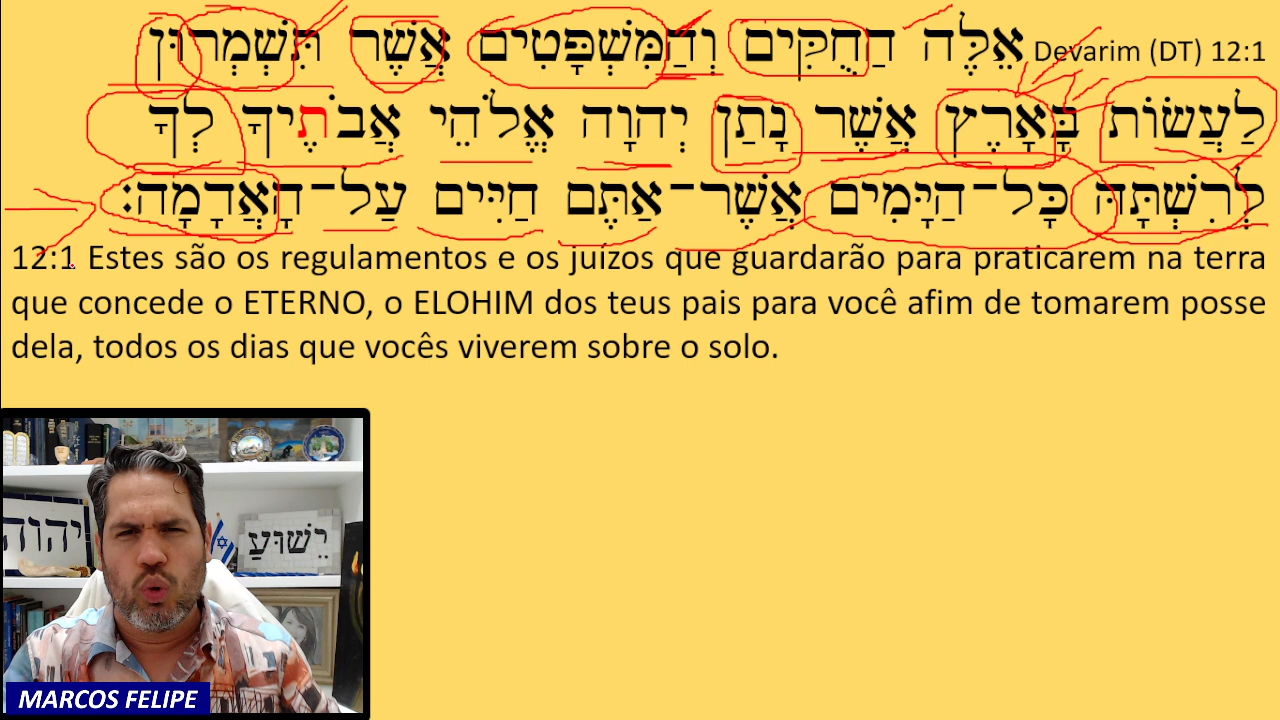 אֵלֶּה הַחֻקִּים וְהַמִּשְׁפָּטִים אֲשֶׁר תִּשְׁמְרוּן Devarim (DT) 12:1
לַעֲשׂוֹת בָּאָרֶץ אֲשֶׁר נָתַן יְהוָה אֱלֹהֵי אֲבֹתֶיךָ לְךָ
לְרִשְׁתָּהּ כָּל־הַיָּמִים אֲשֶׁר־אַתֶּם חַיִּים עַל־הָאֲדָמָה׃
12:1 Estes são os regulamentos e os juízos que guardarão para praticarem na terra
que concede o ETERNO, o ELOHIM dos teus pais para você afim de tomarem posse
dela, todos os dias que vocês viverem sobre o solo.
יהוה
יֵשׁוּעַ
MARCOS FELIPE